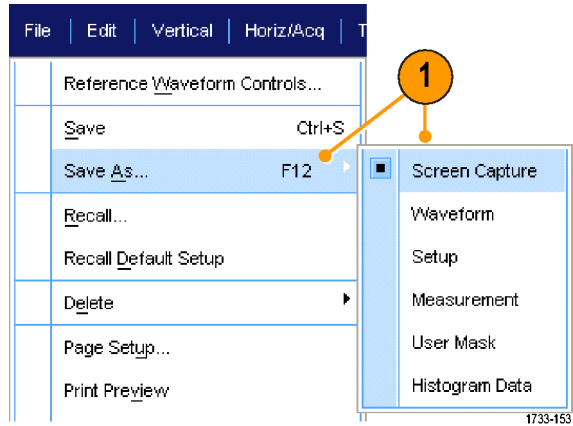 File | Edit | Vertical | Horiz/Acq | T
Reference Waveform Controls...
1
Save Ctrl+S
Save As... F12
Screen Capture
Recall...
Waveform
Recall Default Setup
Setup
Delete
Measurement
Page Setup...
User Mask
Print Preview
Histogram Data
1733-153